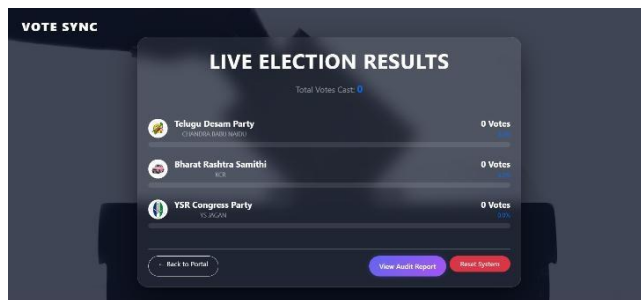 VOTE SYNC
LIVE ELECTION RESULTS
Total Votes Cast: 0
Telugu Desam Party
0 Votes
CHANDRA BABU NAIDU
Bharat Rashtra Samithi
0 Votes
KCR
YSR Congress Party
0 Votes
YS JAGAN
← Back to Portal
View Audit Report
Reset System